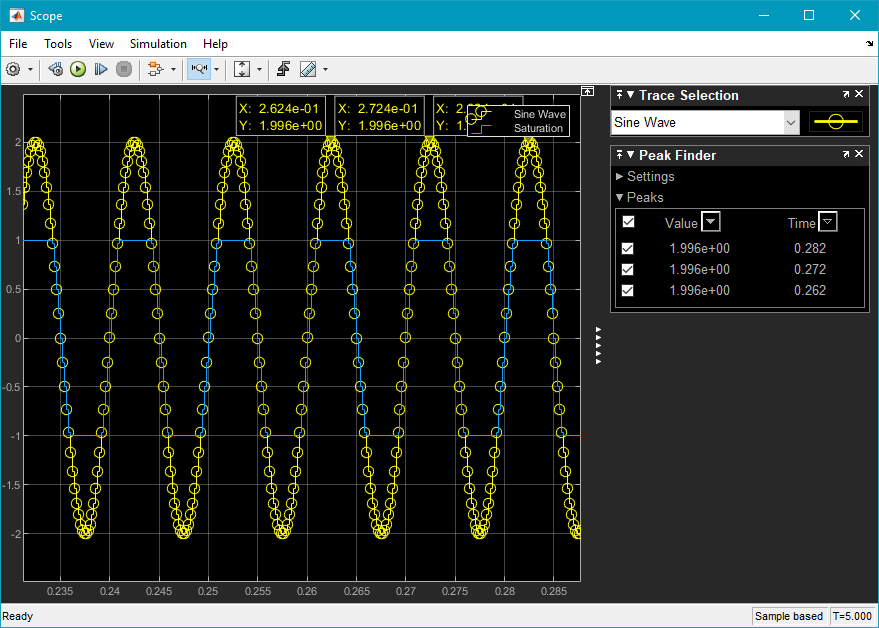 Scope
File Tools View Simulation Help
X: 2.624e-01
Y: 1.996e+00
X: 2.724e-01
Y: 1.996e+00
X: 2.
Y: 1.
Sine Wave
Saturation
2
1.5
1
0.5
0
-0.5
-1
-1.5
-2
0.235 0.24 0.245 0.25 0.255 0.26 0.265 0.27 0.275 0.28 0.285
Trace Selection
Sine Wave
Peak Finder
Settings
Peaks
Value Time
1.996e+00 0.282
1.996e+00 0.272
1.996e+00 0.262
Ready
Sample based T=5.000